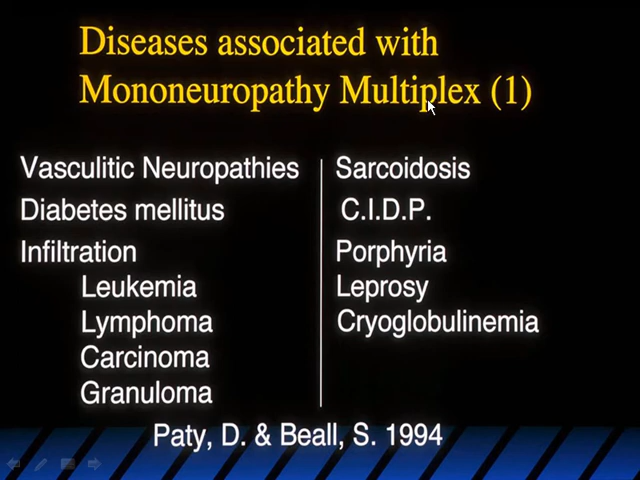 Diseases associated with
Mononeuropathy Multiplex (1)
Vasculitic Neuropathies
Diabetes mellitus
Infiltration
Leukemia
Lymphoma
Carcinoma
Granuloma
Sarcoidosis
C.I.D.P.
Porphyria
Leprosy
Cryoglobulinemia
Paty, D. & Beall, S. 1994